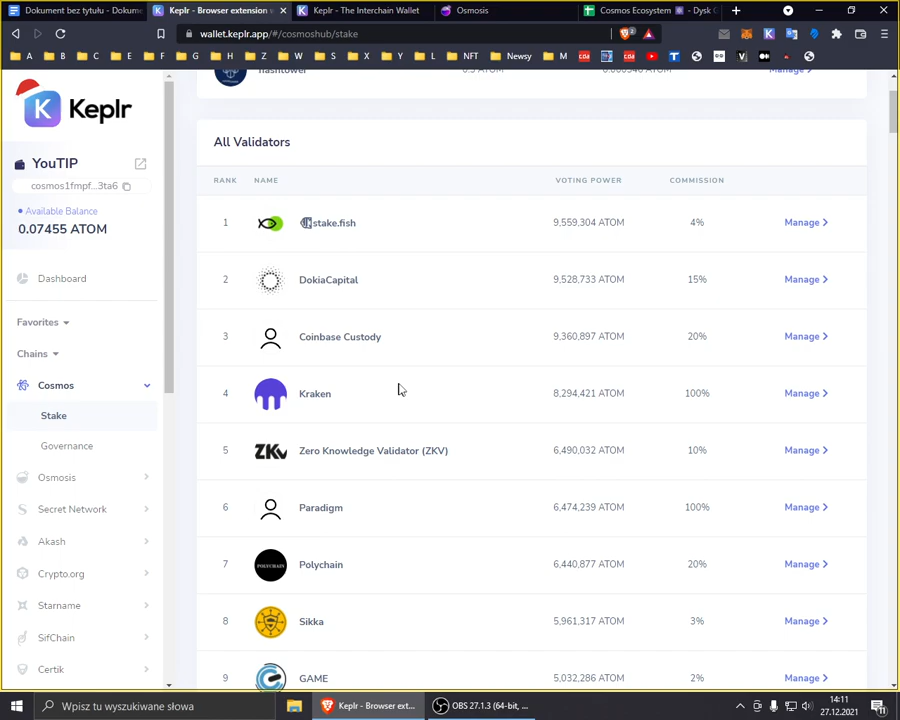 Dokument bez tytułu - Dokume
Keplr - Browser extension
Keplr - The Interchain Wallet
Osmosis
Cosmos Ecosystem - Dysk G
wallet.keplr.app/#/cosmoshub/stake
A B C E F G H I L NFT Newsy M S W S X Y
Keplr
hashtower
Manage
YouTIP
cosmos1fmpf...3ta6
Available Balance
0.07455 ATOM
Dashboard
Favorites
Chains
Cosmos
Stake
Governance
Osmosis
Secret Network
Akash
Crypto.org
Starname
SifChain
Certik
All Validators
RANK NAME VOTING POWER COMMISSION
1 stake.fish 9,559,304 ATOM 4% Manage
2 DokiaCapital 9,528,733 ATOM 15% Manage
3 Coinbase Custody 9,360,897 ATOM 20% Manage
4 Kraken 8,294,421 ATOM 100% Manage
5 ZKV Zero Knowledge Validator (ZKV) 6,490,032 ATOM 10% Manage
6 Paradigm 6,474,239 ATOM 100% Manage
7 POLYCHAIN Polychain 6,440,877 ATOM 20% Manage
8 Sikka 5,961,317 ATOM 3% Manage
9 GAME 5,032,286 ATOM 2% Manage
Wpisz tu wyszukiwane słowa
Keplr - Browser ext...
OBS 27.1.3 (64-bit, ...
14:11
27.12.2021